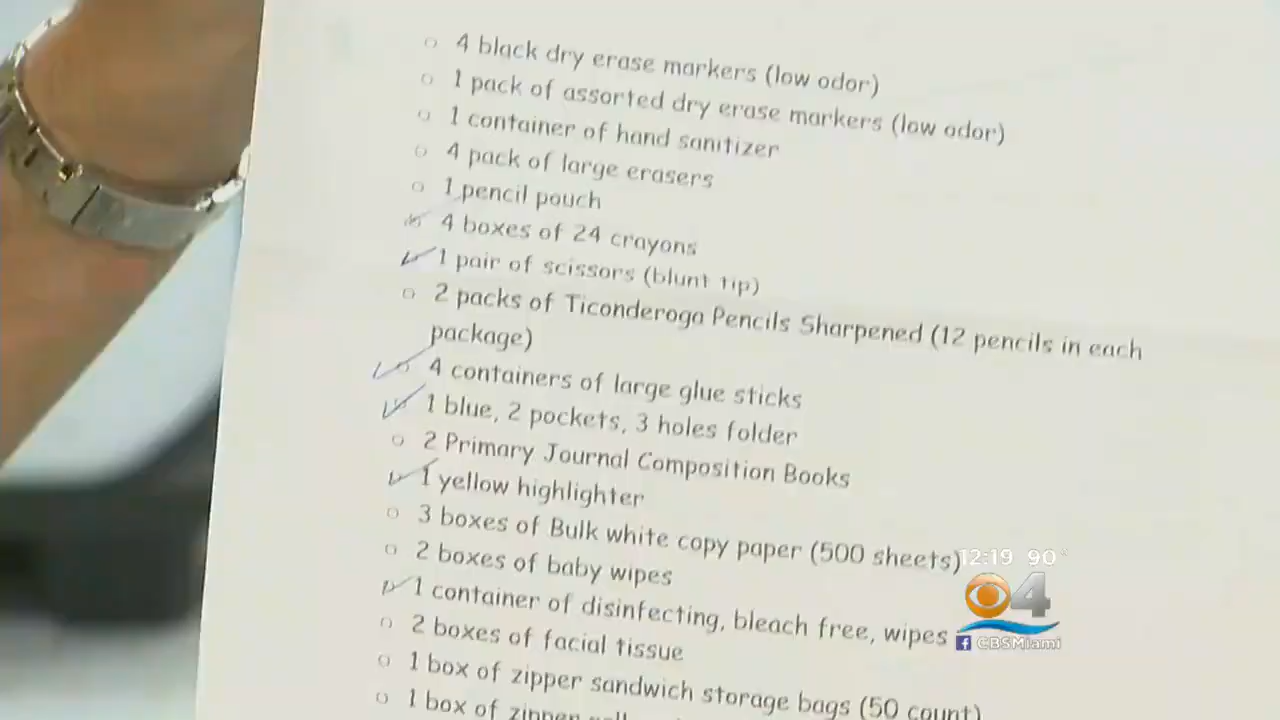 4 black dry erase markers (low odor)
1 pack of assorted dry erase markers (low odor)
1 container of hand sanitizer
4 pack of large erasers
1 pencil pouch
4 boxes of 24 crayons
1 pair of scissors (blunt tip)
2 packs of Ticonderoga Pencils Sharpened (12 pencils in each
package)
4 containers of large glue sticks
1 blue, 2 pockets, 3 holes folder
2 Primary Journal Composition Books
1 yellow highlighter
3 boxes of Bulk white copy paper (500 sheets)
2 boxes of baby wipes
1 container of disinfecting, bleach free, wipes
2 boxes of facial tissue
1 box of zipper sandwich storage bags (50 count)
1 box of zipper
12:19 90°
4
CBSMiami